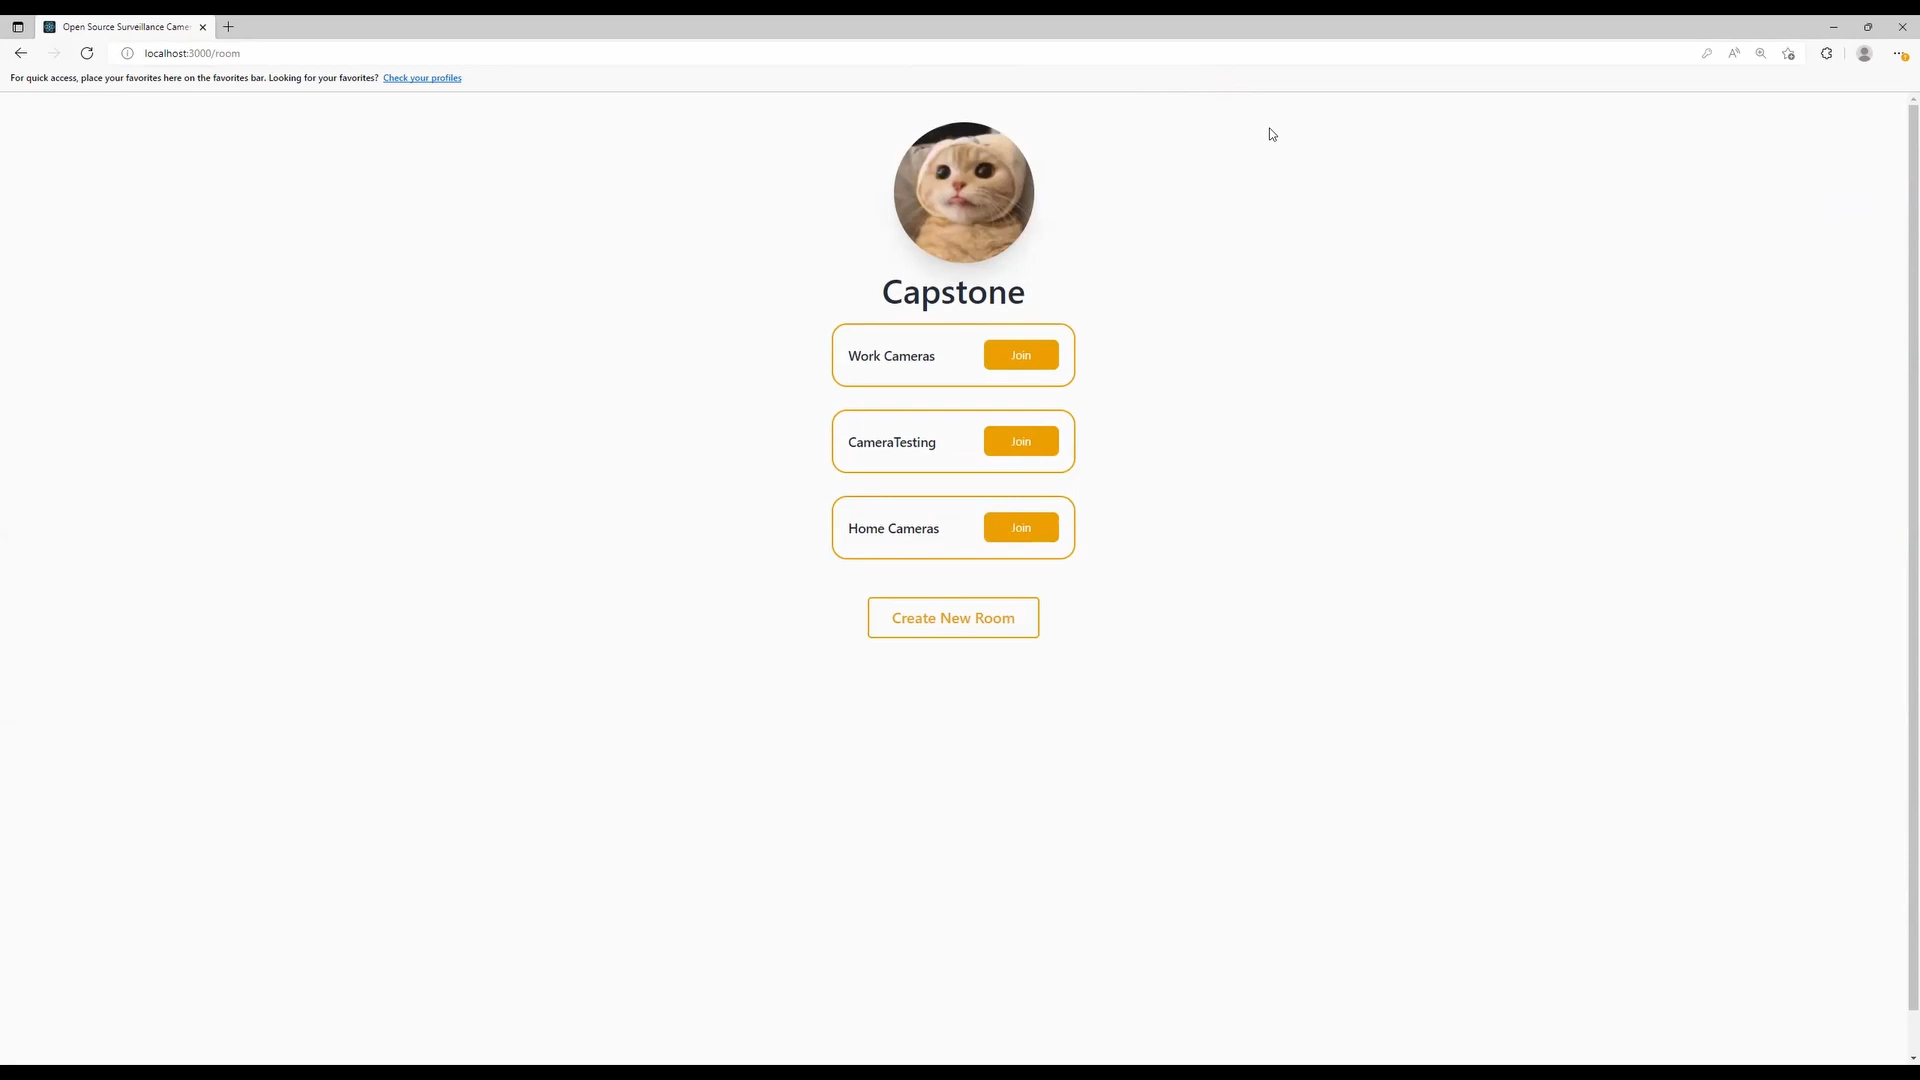 Open Source Surveillance Came
localhost:3000/room
For quick access, place your favorites here on the favorites bar. Looking for your favorites? Check your profiles
Capstone
Work Cameras Join
CameraTesting Join
Home Cameras Join
Create New Room